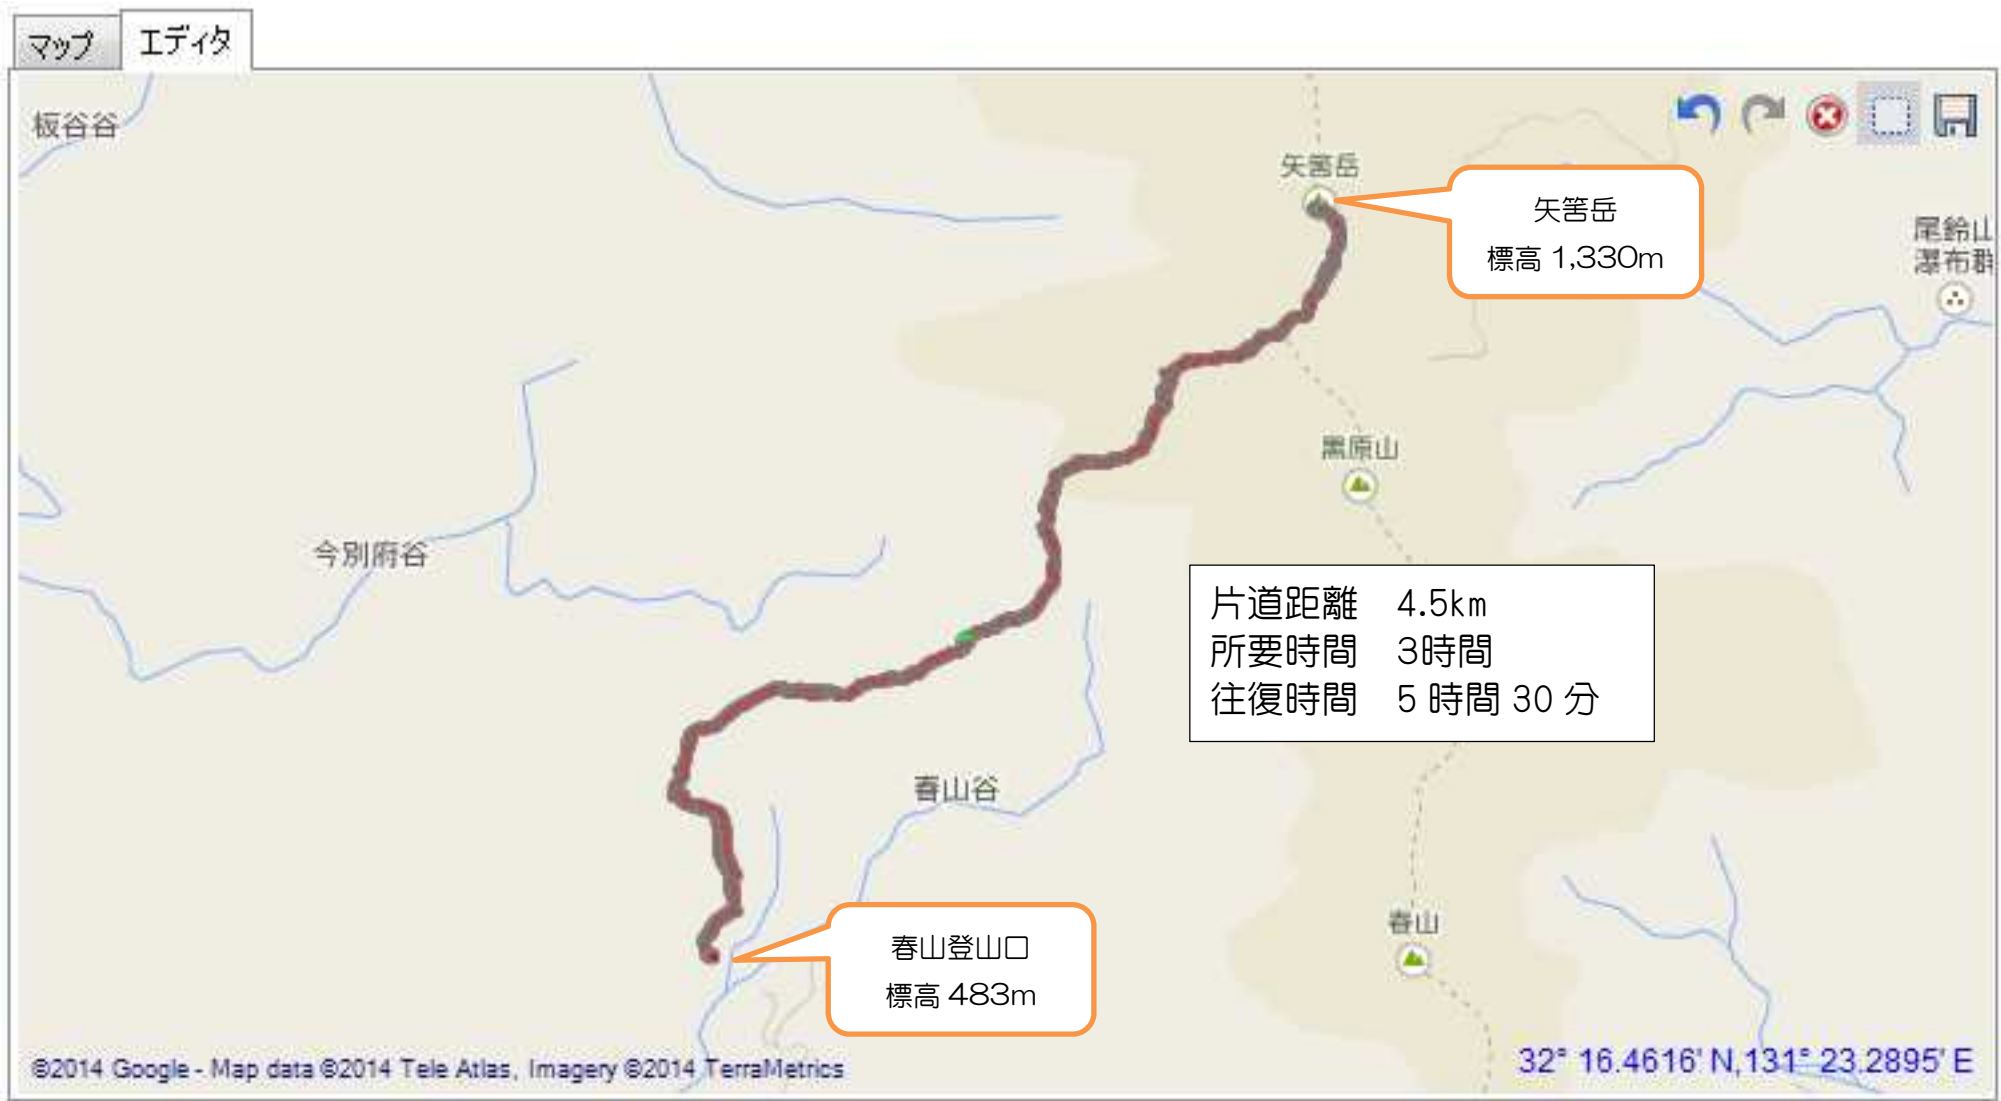 マップ
エディタ
板谷谷
矢筈岳
矢筈岳
標高 1,330m
尾鈴山
瀑布群
黒原山
今別府谷
片道距離 4.5km
所要時間 3時間
往復時間 5 時間 30 分
春山谷
春山登山口
標高 483m
春山
©2014 Google - Map data ©2014 Tele Atlas, Imagery ©2014 TerraMetrics
32° 16.4616' N,131° 23.2895' E